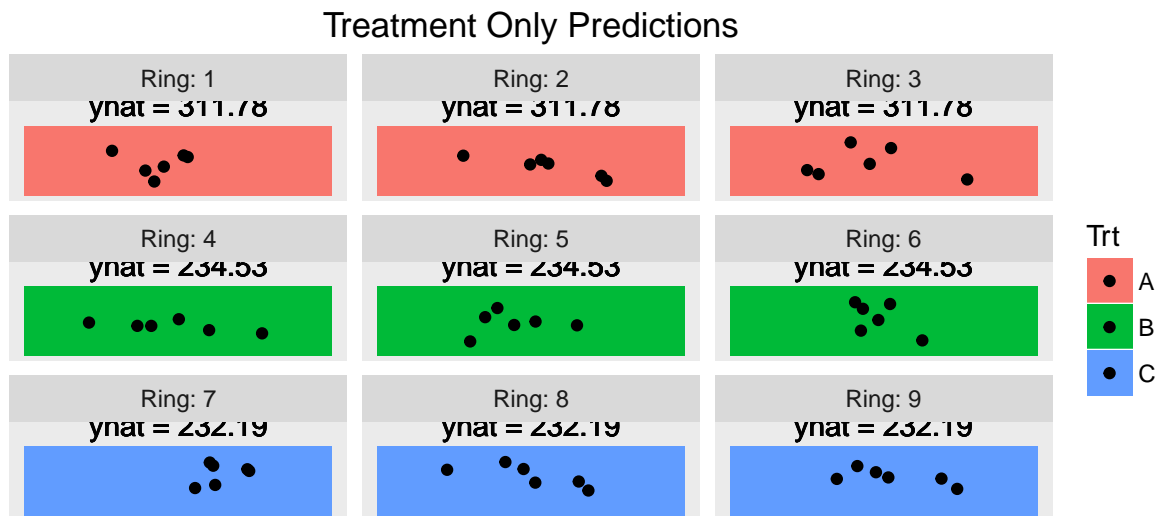 Treatment Only Predictions
Ring: 1
yhat = 311.78
Ring: 2
yhat = 311.78
Ring: 3
yhat = 311.78
Ring: 4
yhat = 234.53
Ring: 5
yhat = 234.53
Ring: 6
yhat = 234.53
Ring: 7
yhat = 232.19
Ring: 8
yhat = 232.19
Ring: 9
yhat = 232.19
Trt
A
B
C